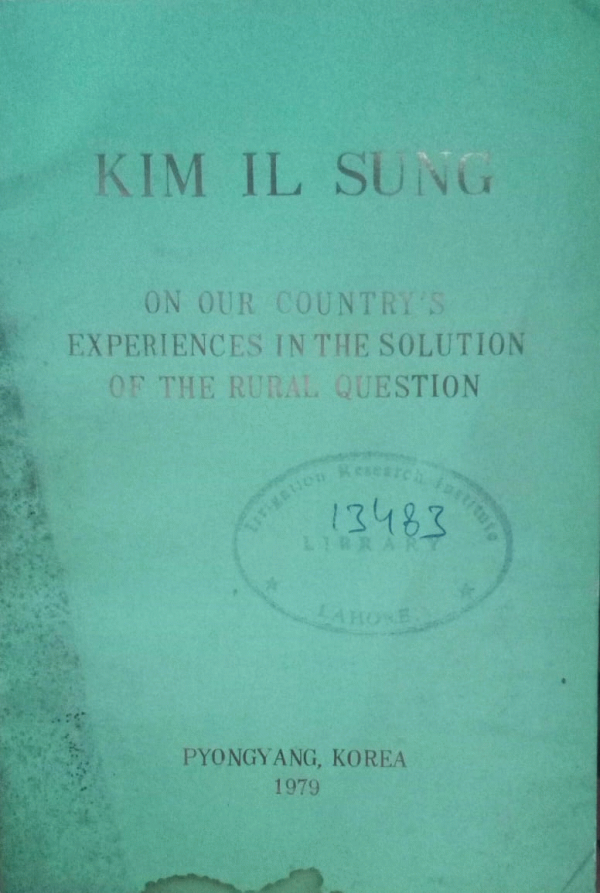 KIM IL SUNG
ON OUR COUNTRY'S
EXPERIENCES IN THE SOLUTION
OF THE RURAL QUESTION
Irrigation Research Institute
13483
LIBRARY
LAHORE.
PYONGYANG, KOREA
1979